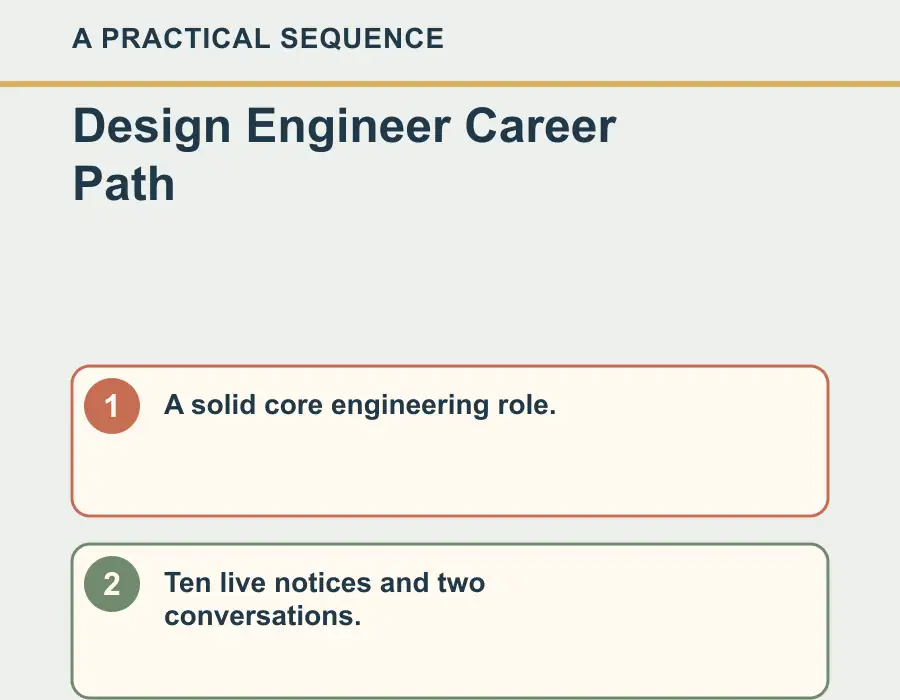 A PRACTICAL SEQUENCE
Design Engineer Career
Path
1
A solid core engineering role.
2
Ten live notices and two
conversations.